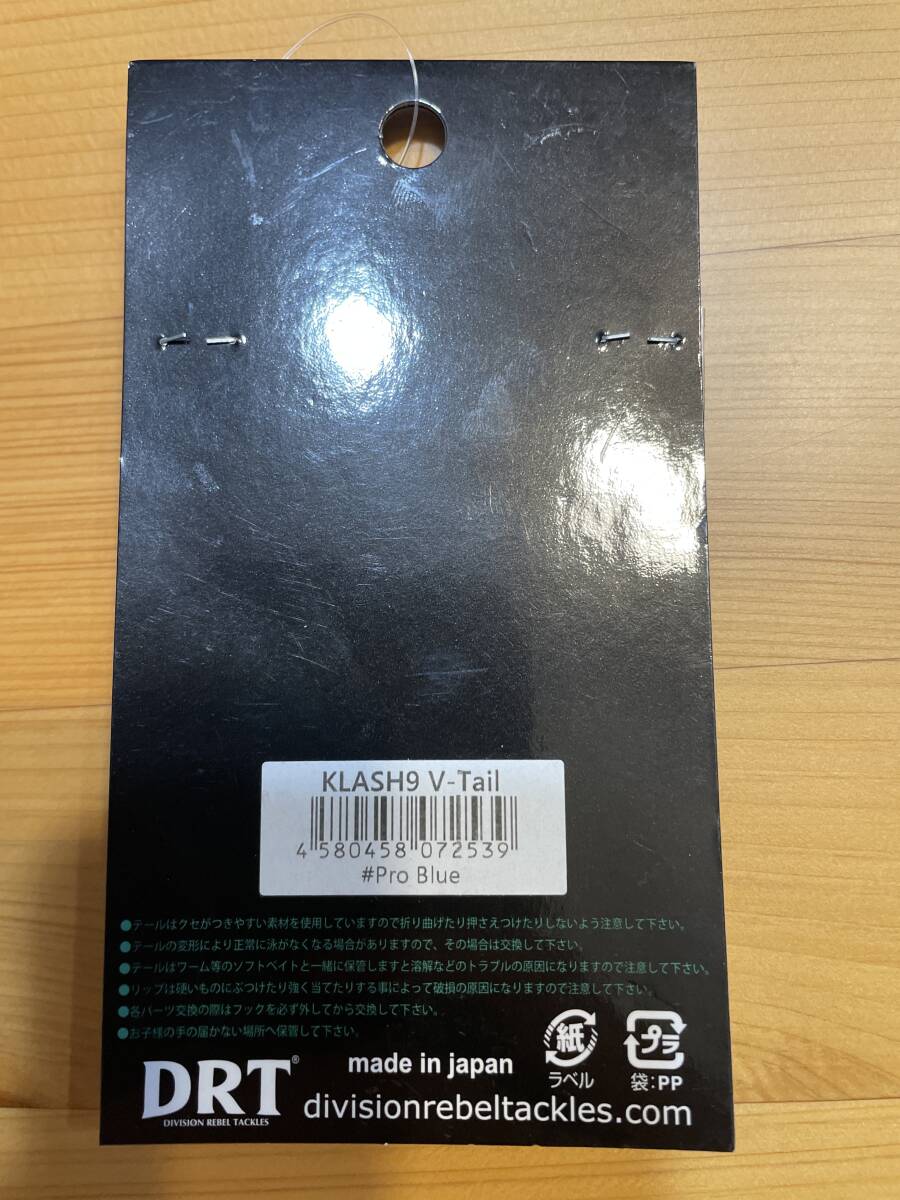 KLASH9 V-Tail
4 580458 072539
#Pro Blue
●テールはクセがつきやすい素材を使用していますので折り曲げたり押さえつけたりしないよう注意して下さい。
●テールの変形により正常に泳がなくなる場合がありますので、その場合は交換して下さい。
●テールはワーム等のソフトベイトと一緒に保管しますと溶解などのトラブルの原因になりますので注意して下さい。
●リップは硬いものにぶつけたり強く当てたりする事によって破損の原因になりますので注意して下さい。
●各パーツ交換の際はフックを必ず外してから交換して下さい。
●お子様の手の届かない場所へ保管して下さい。
DRT®
DIVISION REBEL TACKLES
made in japan
divisionrebeltackles.com
紙
ラベル
プラ
袋:PP